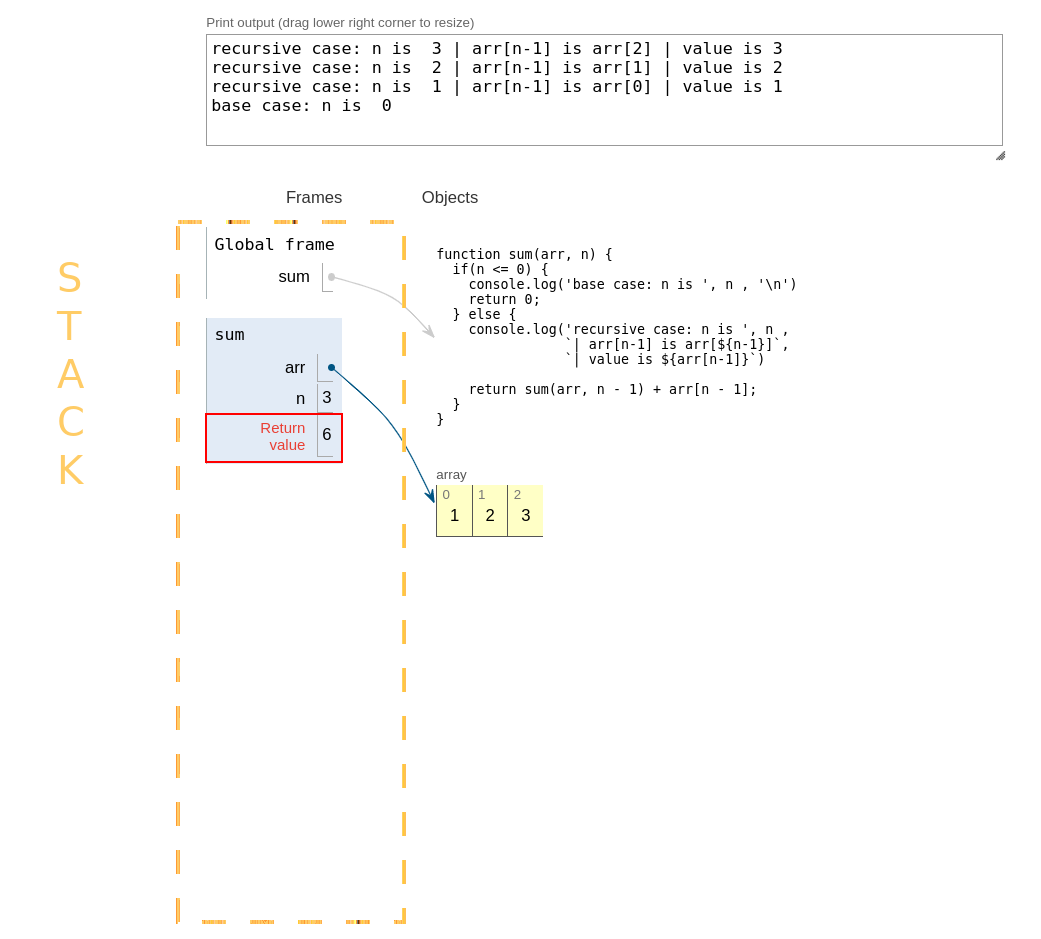 Print output (drag lower right corner to resize)
recursive case: n is  3 | arr[n-1] is arr[2] | value is 3
recursive case: n is  2 | arr[n-1] is arr[1] | value is 2
recursive case: n is  1 | arr[n-1] is arr[0] | value is 1
base case: n is  0
Frames Objects
S
T
A
C
K
Global frame
sum
sum
arr
n 3
Return
value 6
function sum(arr, n) {
  if(n <= 0) {
    console.log('base case: n is ', n , '\n')
    return 0;
  } else {
    console.log('recursive case: n is ', n ,
                `| arr[n-1] is arr[${n-1}]`,
                `| value is ${arr[n-1]}`)
    return sum(arr, n - 1) + arr[n - 1];
  }
}
array
0 1 2
1 2 3